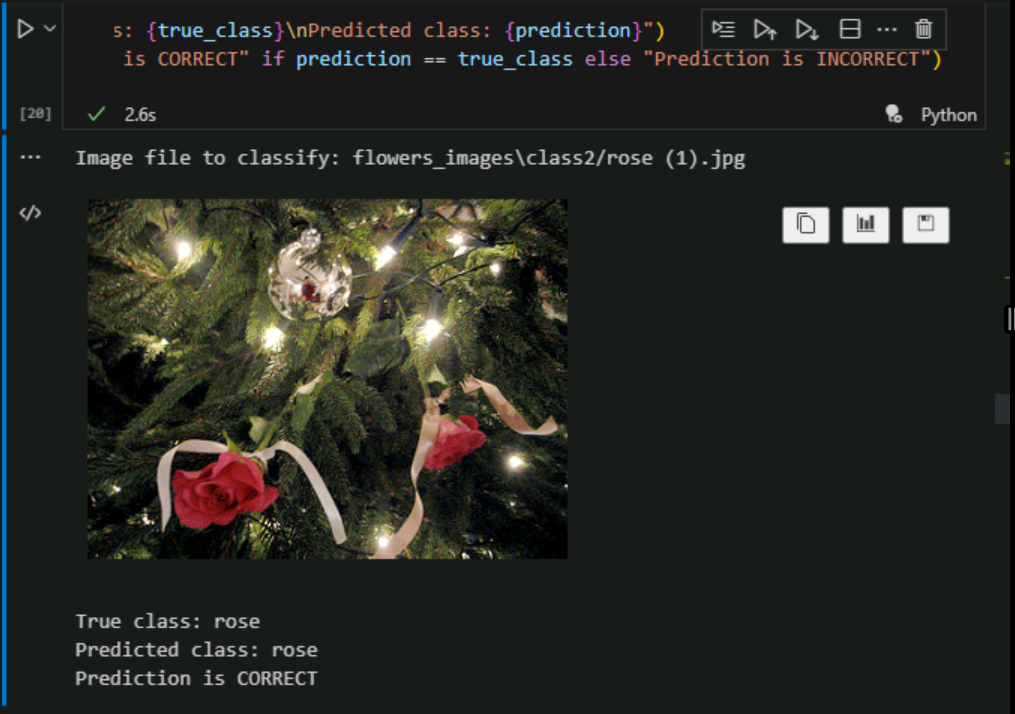 s: {true_class}\nPredicted class: {prediction}")
is CORRECT" if prediction == true_class else "Prediction is INCORRECT")
[20]
2.6s
Python
Image file to classify: flowers_images\class2/rose (1).jpg
True class: rose
Predicted class: rose
Prediction is CORRECT